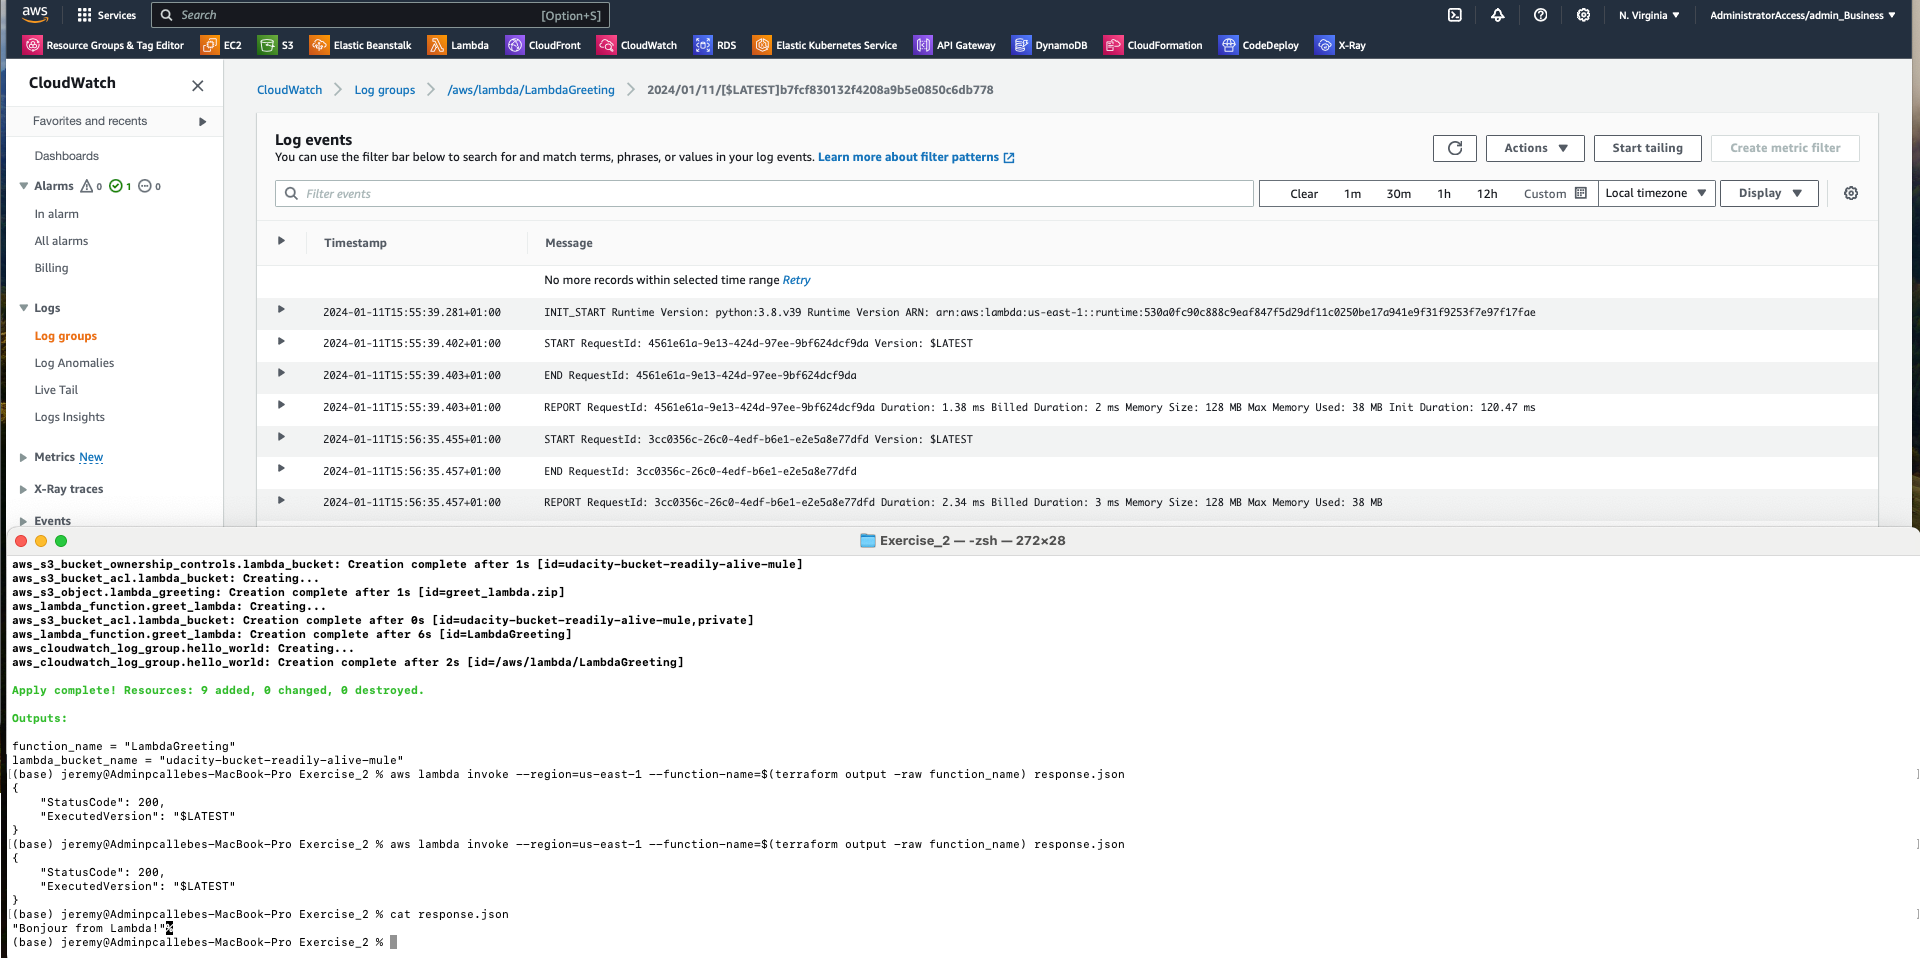 aws Services Search [Option+S] N. Virginia ▼ AdministratorAccess/admin_Business ▼
Resource Groups & Tag Editor EC2 S3 Elastic Beanstalk Lambda CloudFront CloudWatch RDS Elastic Kubernetes Service API Gateway DynamoDB CloudFormation CodeDeploy X-Ray
CloudWatch
Favorites and recents
Dashboards
Alarms 0 1 0
In alarm
All alarms
Billing
Logs
Log groups
Log Anomalies
Live Tail
Logs Insights
Metrics New
X-Ray traces
Events
CloudWatch > Log groups > /aws/lambda/LambdaGreeting > 2024/01/11/[$LATEST]b7fcf830132f4208a9b5e0850c6db778
Log events
You can use the filter bar below to search for and match terms, phrases, or values in your log events. Learn more about filter patterns
Actions ▼ Start tailing Create metric filter
Filter events Clear 1m 30m 1h 12h Custom Local timezone ▼ Display ▼
Timestamp Message
No more records within selected time range Retry
2024-01-11T15:55:39.281+01:00 INIT_START Runtime Version: python:3.8.v39 Runtime Version ARN: arn:aws:lambda:us-east-1::runtime:530a0fc90c888c9eaf847f5d29df11c0250be17a941e9f31f9253f7e97f17fae
2024-01-11T15:55:39.402+01:00 START RequestId: 4561e61a-9e13-424d-97ee-9bf624dcf9da Version: $LATEST
2024-01-11T15:55:39.403+01:00 END RequestId: 4561e61a-9e13-424d-97ee-9bf624dcf9da
2024-01-11T15:55:39.403+01:00 REPORT RequestId: 4561e61a-9e13-424d-97ee-9bf624dcf9da Duration: 1.38 ms Billed Duration: 2 ms Memory Size: 128 MB Max Memory Used: 38 MB Init Duration: 120.47 ms
2024-01-11T15:56:35.455+01:00 START RequestId: 3cc0356c-26c0-4edf-b6e1-e2e5a8e77dfd Version: $LATEST
2024-01-11T15:56:35.457+01:00 END RequestId: 3cc0356c-26c0-4edf-b6e1-e2e5a8e77dfd
2024-01-11T15:56:35.457+01:00 REPORT RequestId: 3cc0356c-26c0-4edf-b6e1-e2e5a8e77dfd Duration: 2.34 ms Billed Duration: 3 ms Memory Size: 128 MB Max Memory Used: 38 MB
Exercise_2 — -zsh — 272×28
aws_s3_bucket_ownership_controls.lambda_bucket: Creation complete after 1s [id=udacity-bucket-readily-alive-mule]
aws_s3_bucket_acl.lambda_bucket: Creating...
aws_s3_object.lambda_greeting: Creation complete after 1s [id=greet_lambda.zip]
aws_lambda_function.greet_lambda: Creating...
aws_s3_bucket_acl.lambda_bucket: Creation complete after 0s [id=udacity-bucket-readily-alive-mule,private]
aws_lambda_function.greet_lambda: Creation complete after 6s [id=LambdaGreeting]
aws_cloudwatch_log_group.hello_world: Creating...
aws_cloudwatch_log_group.hello_world: Creation complete after 2s [id=/aws/lambda/LambdaGreeting]
Apply complete! Resources: 9 added, 0 changed, 0 destroyed.
Outputs:
function_name = "LambdaGreeting"
lambda_bucket_name = "udacity-bucket-readily-alive-mule"
[(base) jeremy@Adminpcallebes-MacBook-Pro Exercise_2 % aws lambda invoke --region=us-east-1 --function-name=$(terraform output -raw function_name) response.json ]
{
"StatusCode": 200,
"ExecutedVersion": "$LATEST"
}
[(base) jeremy@Adminpcallebes-MacBook-Pro Exercise_2 % aws lambda invoke --region=us-east-1 --function-name=$(terraform output -raw function_name) response.json ]
{
"StatusCode": 200,
"ExecutedVersion": "$LATEST"
}
[(base) jeremy@Adminpcallebes-MacBook-Pro Exercise_2 % cat response.json ]
"Bonjour from Lambda!"%
(base) jeremy@Adminpcallebes-MacBook-Pro Exercise_2 %